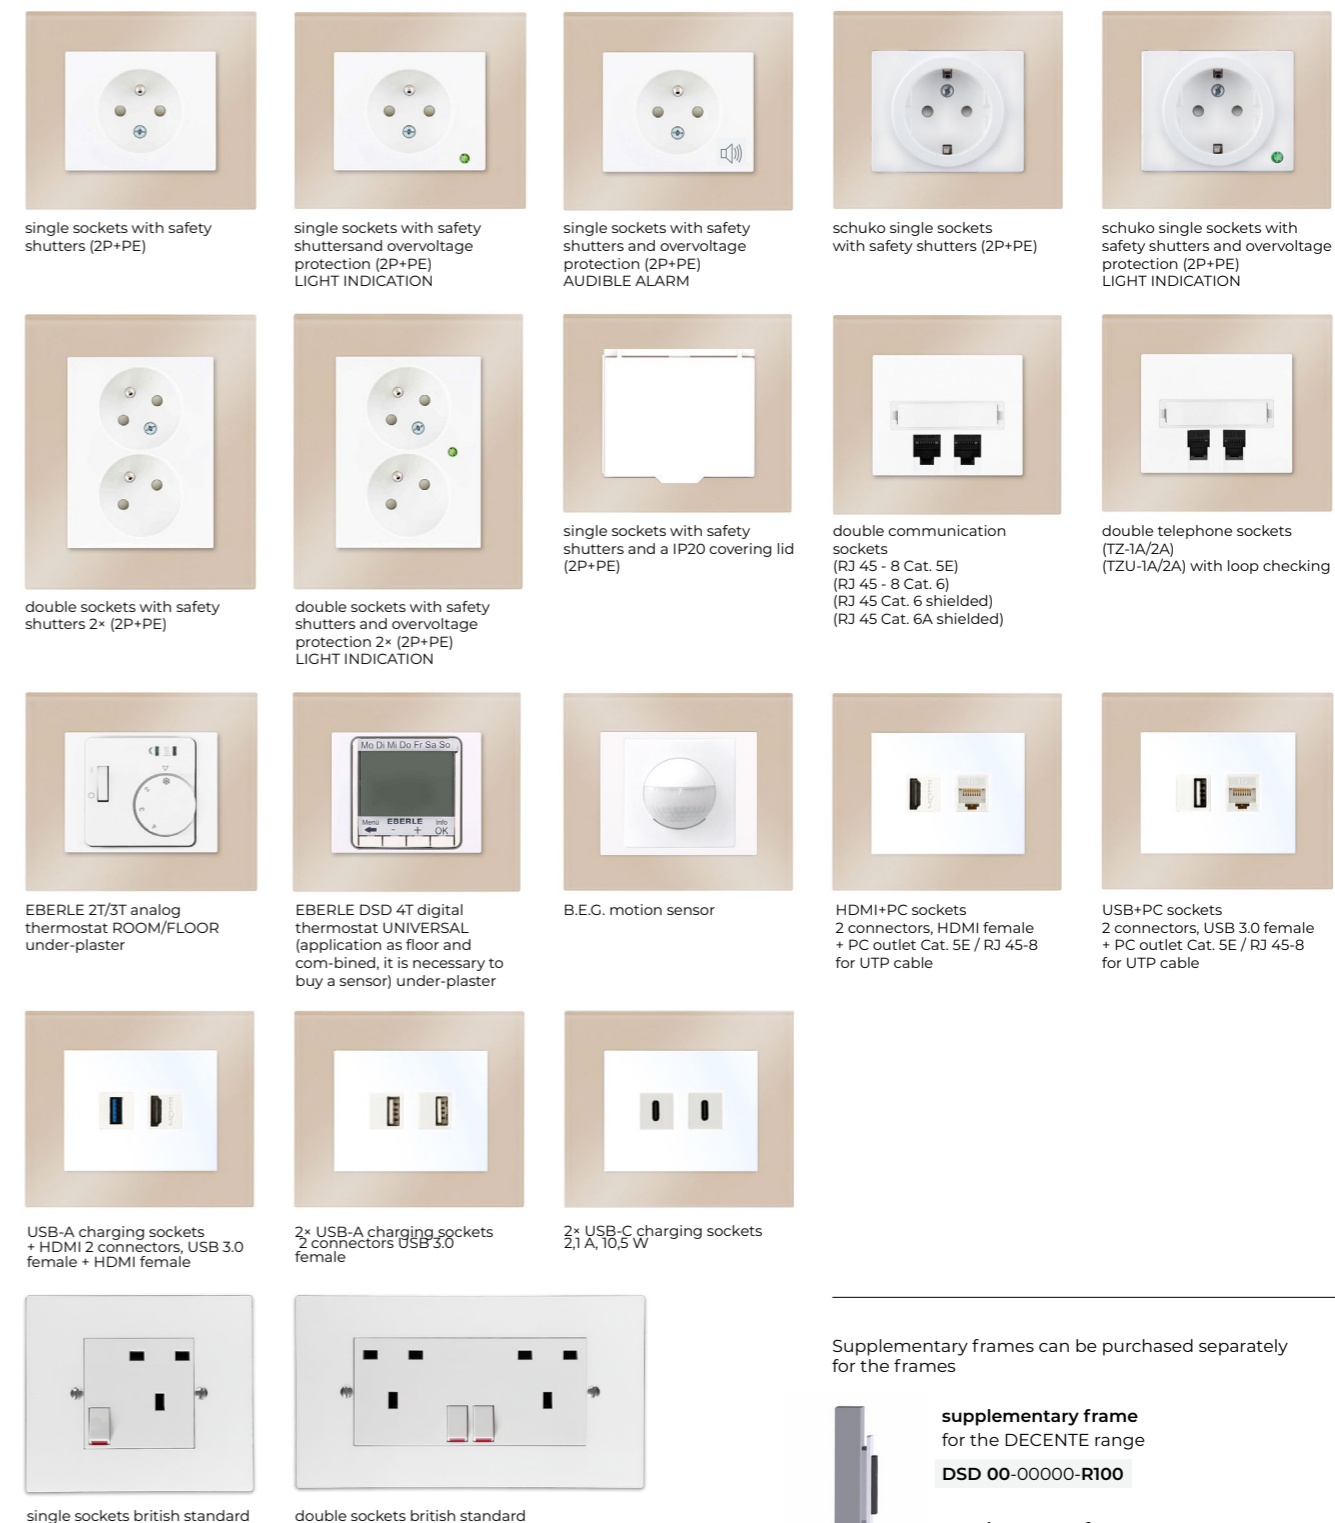 single sockets with safety
shutters (2P+PE)
single sockets with safety
shuttersand overvoltage
protection (2P+PE)
LIGHT INDICATION
single sockets with safety
shutters and overvoltage
protection (2P+PE)
AUDIBLE ALARM
schuko single sockets
with safety shutters (2P+PE)
schuko single sockets with
safety shutters and overvoltage
protection (2P+PE)
LIGHT INDICATION
double sockets with safety
shutters 2× (2P+PE)
double sockets with safety
shutters and overvoltage
protection 2× (2P+PE)
LIGHT INDICATION
single sockets with safety
shutters and a IP20 covering lid
(2P+PE)
double communication
sockets
(RJ 45 - 8 Cat. 5E)
(RJ 45 - 8 Cat. 6)
(RJ 45 Cat. 6 shielded)
(RJ 45 Cat. 6A shielded)
double telephone sockets
(TZ-1A/2A)
(TZU-1A/2A) with loop checking
EBERLE 2T/3T analog
thermostat ROOM/FLOOR
under-plaster
Mo Di Mi Do Fr Sa So
Menü EBERLE Info
- + OK
EBERLE DSD 4T digital
thermostat UNIVERSAL
(application as floor and
com-bined, it is necessary to
buy a sensor) under-plaster
B.E.G. motion sensor
HDMI
HDMI+PC sockets
2 connectors, HDMI female
+ PC outlet Cat. 5E / RJ 45-8
for UTP cable
USB+PC sockets
2 connectors, USB 3.0 female
+ PC outlet Cat. 5E / RJ 45-8
for UTP cable
HDMI
USB-A charging sockets
+ HDMI 2 connectors, USB 3.0
female + HDMI female
2× USB-A charging sockets
2 connectors USB 3.0
female
2× USB-C charging sockets
2,1 A, 10,5 W
single sockets british standard
double sockets british standard
Supplementary frames can be purchased separately
for the frames
supplementary frame
for the DECENTE range
DSD 00-00000-R100